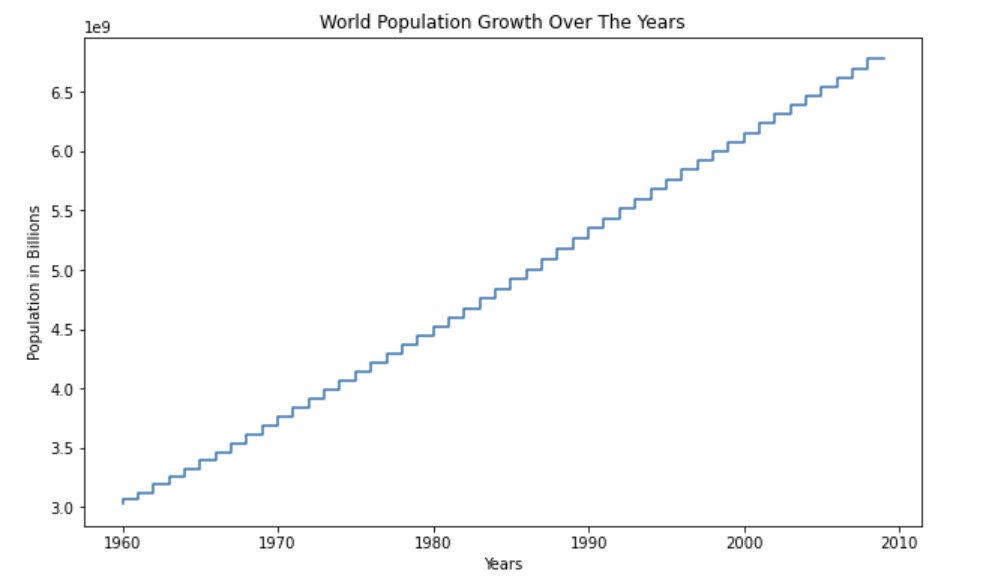 World Population Growth Over The Years
1e9
6.5
6.0
5.5
5.0
4.5
4.0
3.5
3.0
Population in Billions
1960 1970 1980 1990 2000 2010
Years